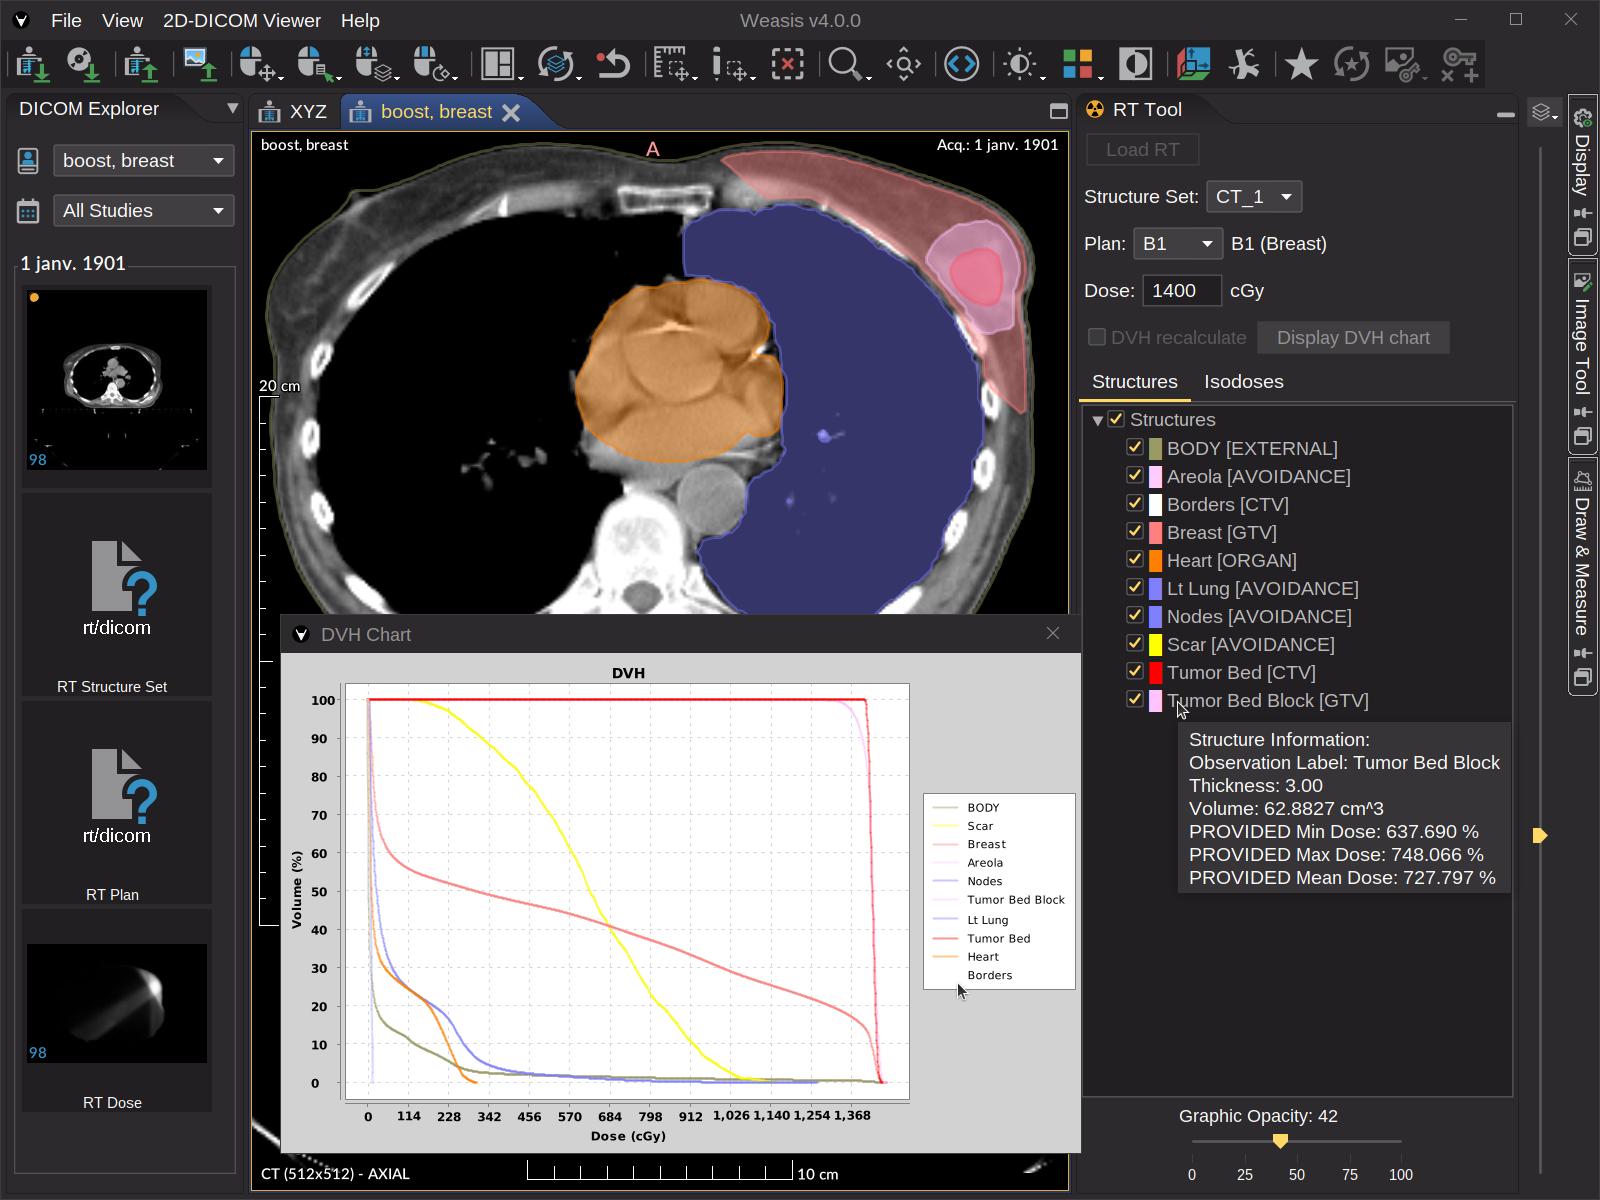 File View 2D-DICOM Viewer Help
Weasis v4.0.0
DICOM Explorer
boost, breast
All Studies
1 janv. 1901
98
rt/dicom
RT Structure Set
rt/dicom
RT Plan
98
RT Dose
XYZ
boost, breast
boost, breast
A
Acq.: 1 janv. 1901
20 cm
CT (512x512) - AXIAL
10 cm
DVH Chart
DVH
Volume (%)
100
90
80
70
60
50
40
30
20
10
0
0 114 228 342 456 570 684 798 912 1,026 1,140 1,254 1,368
Dose (cGy)
BODY
Scar
Breast
Areola
Nodes
Tumor Bed Block
Lt Lung
Tumor Bed
Heart
Borders
RT Tool
Load RT
Structure Set: CT_1
Plan: B1 B1 (Breast)
Dose: 1400 cGy
DVH recalculate Display DVH chart
Structures Isodoses
Structures
BODY [EXTERNAL]
Areola [AVOIDANCE]
Borders [CTV]
Breast [GTV]
Heart [ORGAN]
Lt Lung [AVOIDANCE]
Nodes [AVOIDANCE]
Scar [AVOIDANCE]
Tumor Bed [CTV]
Tumor Bed Block [GTV]
Structure Information:
Observation Label: Tumor Bed Block
Thickness: 3.00
Volume: 62.8827 cm^3
PROVIDED Min Dose: 637.690 %
PROVIDED Max Dose: 748.066 %
PROVIDED Mean Dose: 727.797 %
Graphic Opacity: 42
0 25 50 75 100
Display
Image Tool
Draw & Measure